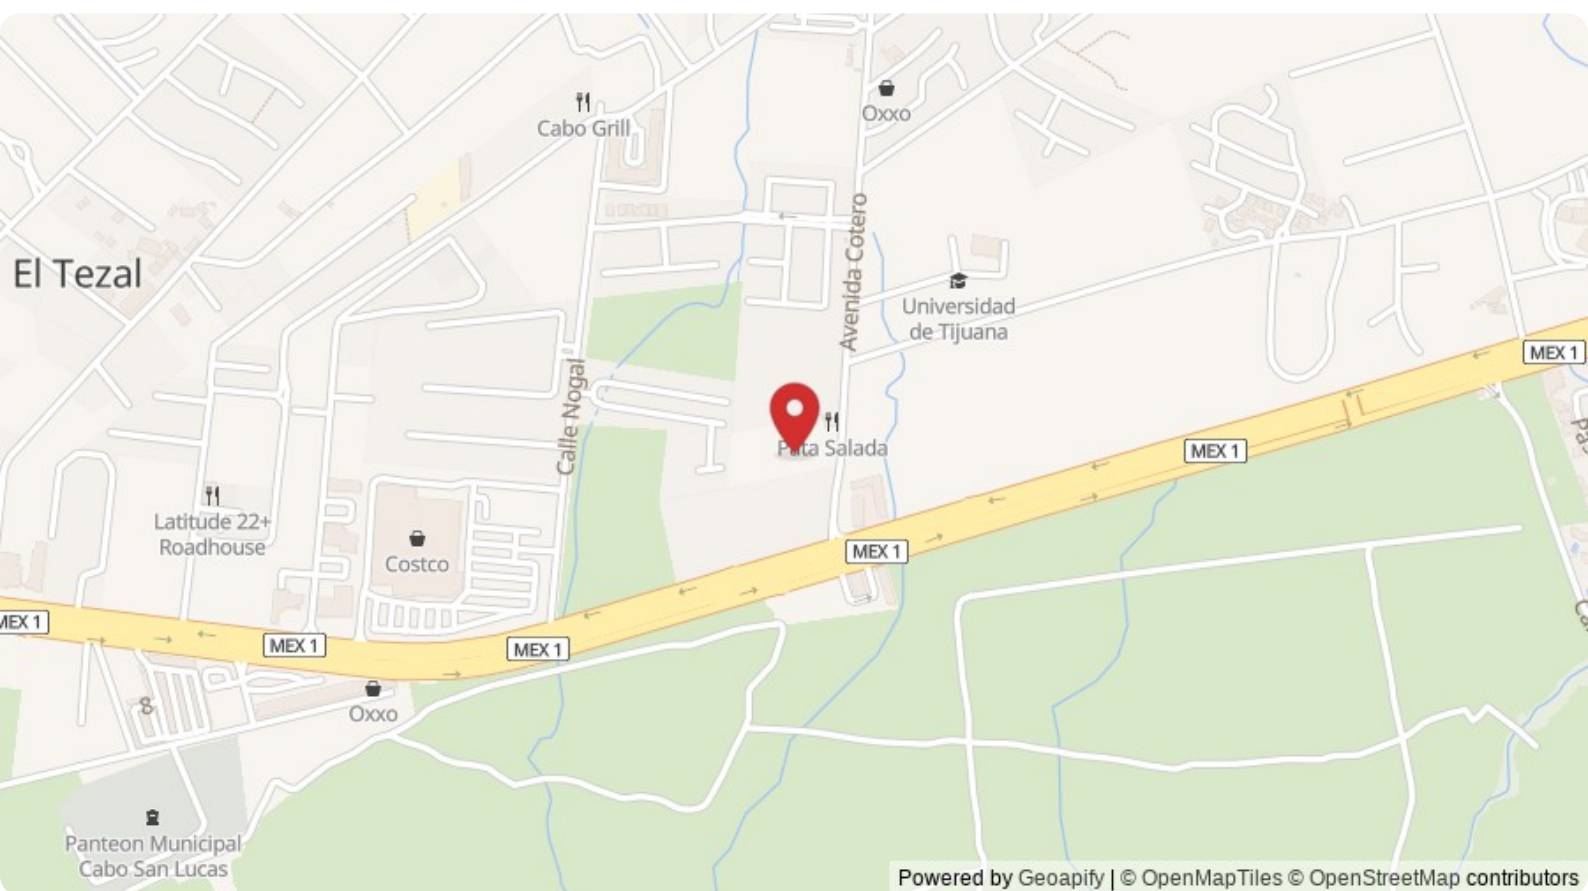 Oxxo
Cabo Grill
El Tezal
Avenida Cotero
Universidad
de Tijuana
MEX 1
Calle Nogal
MEX 1
Pata Salada
Latitude 22+
Roadhouse
Costco
MEX 1
MEX 1
MEX 1
MEX 1
8
Oxxo
Panteon Municipal
Cabo San Lucas
Powered by Geoapify | © OpenMapTiles © OpenStreetMap contributors